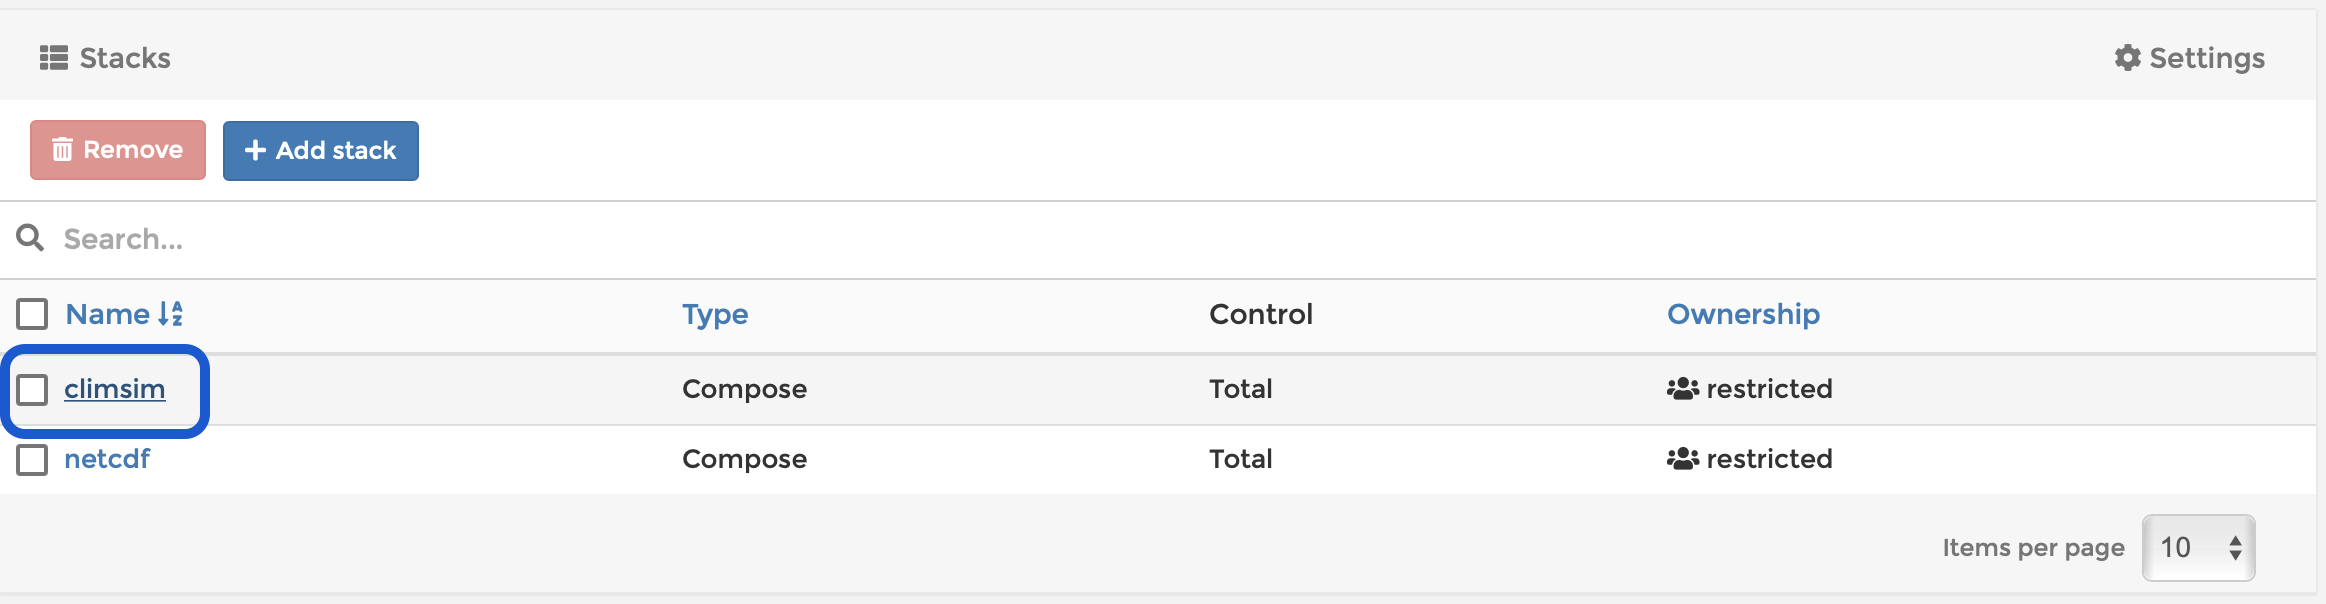 Stacks Settings
Remove Add stack
Search...
Name Type Control Ownership
climsim Compose Total restricted
netcdf Compose Total restricted
Items per page 10